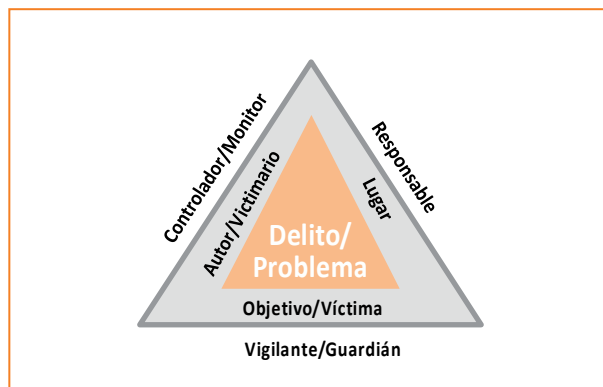 Controlador/Monitor
Responsable
Autor/Victimario
Lugar
Delito/
Problema
Objetivo/Víctima
Vigilante/Guardián